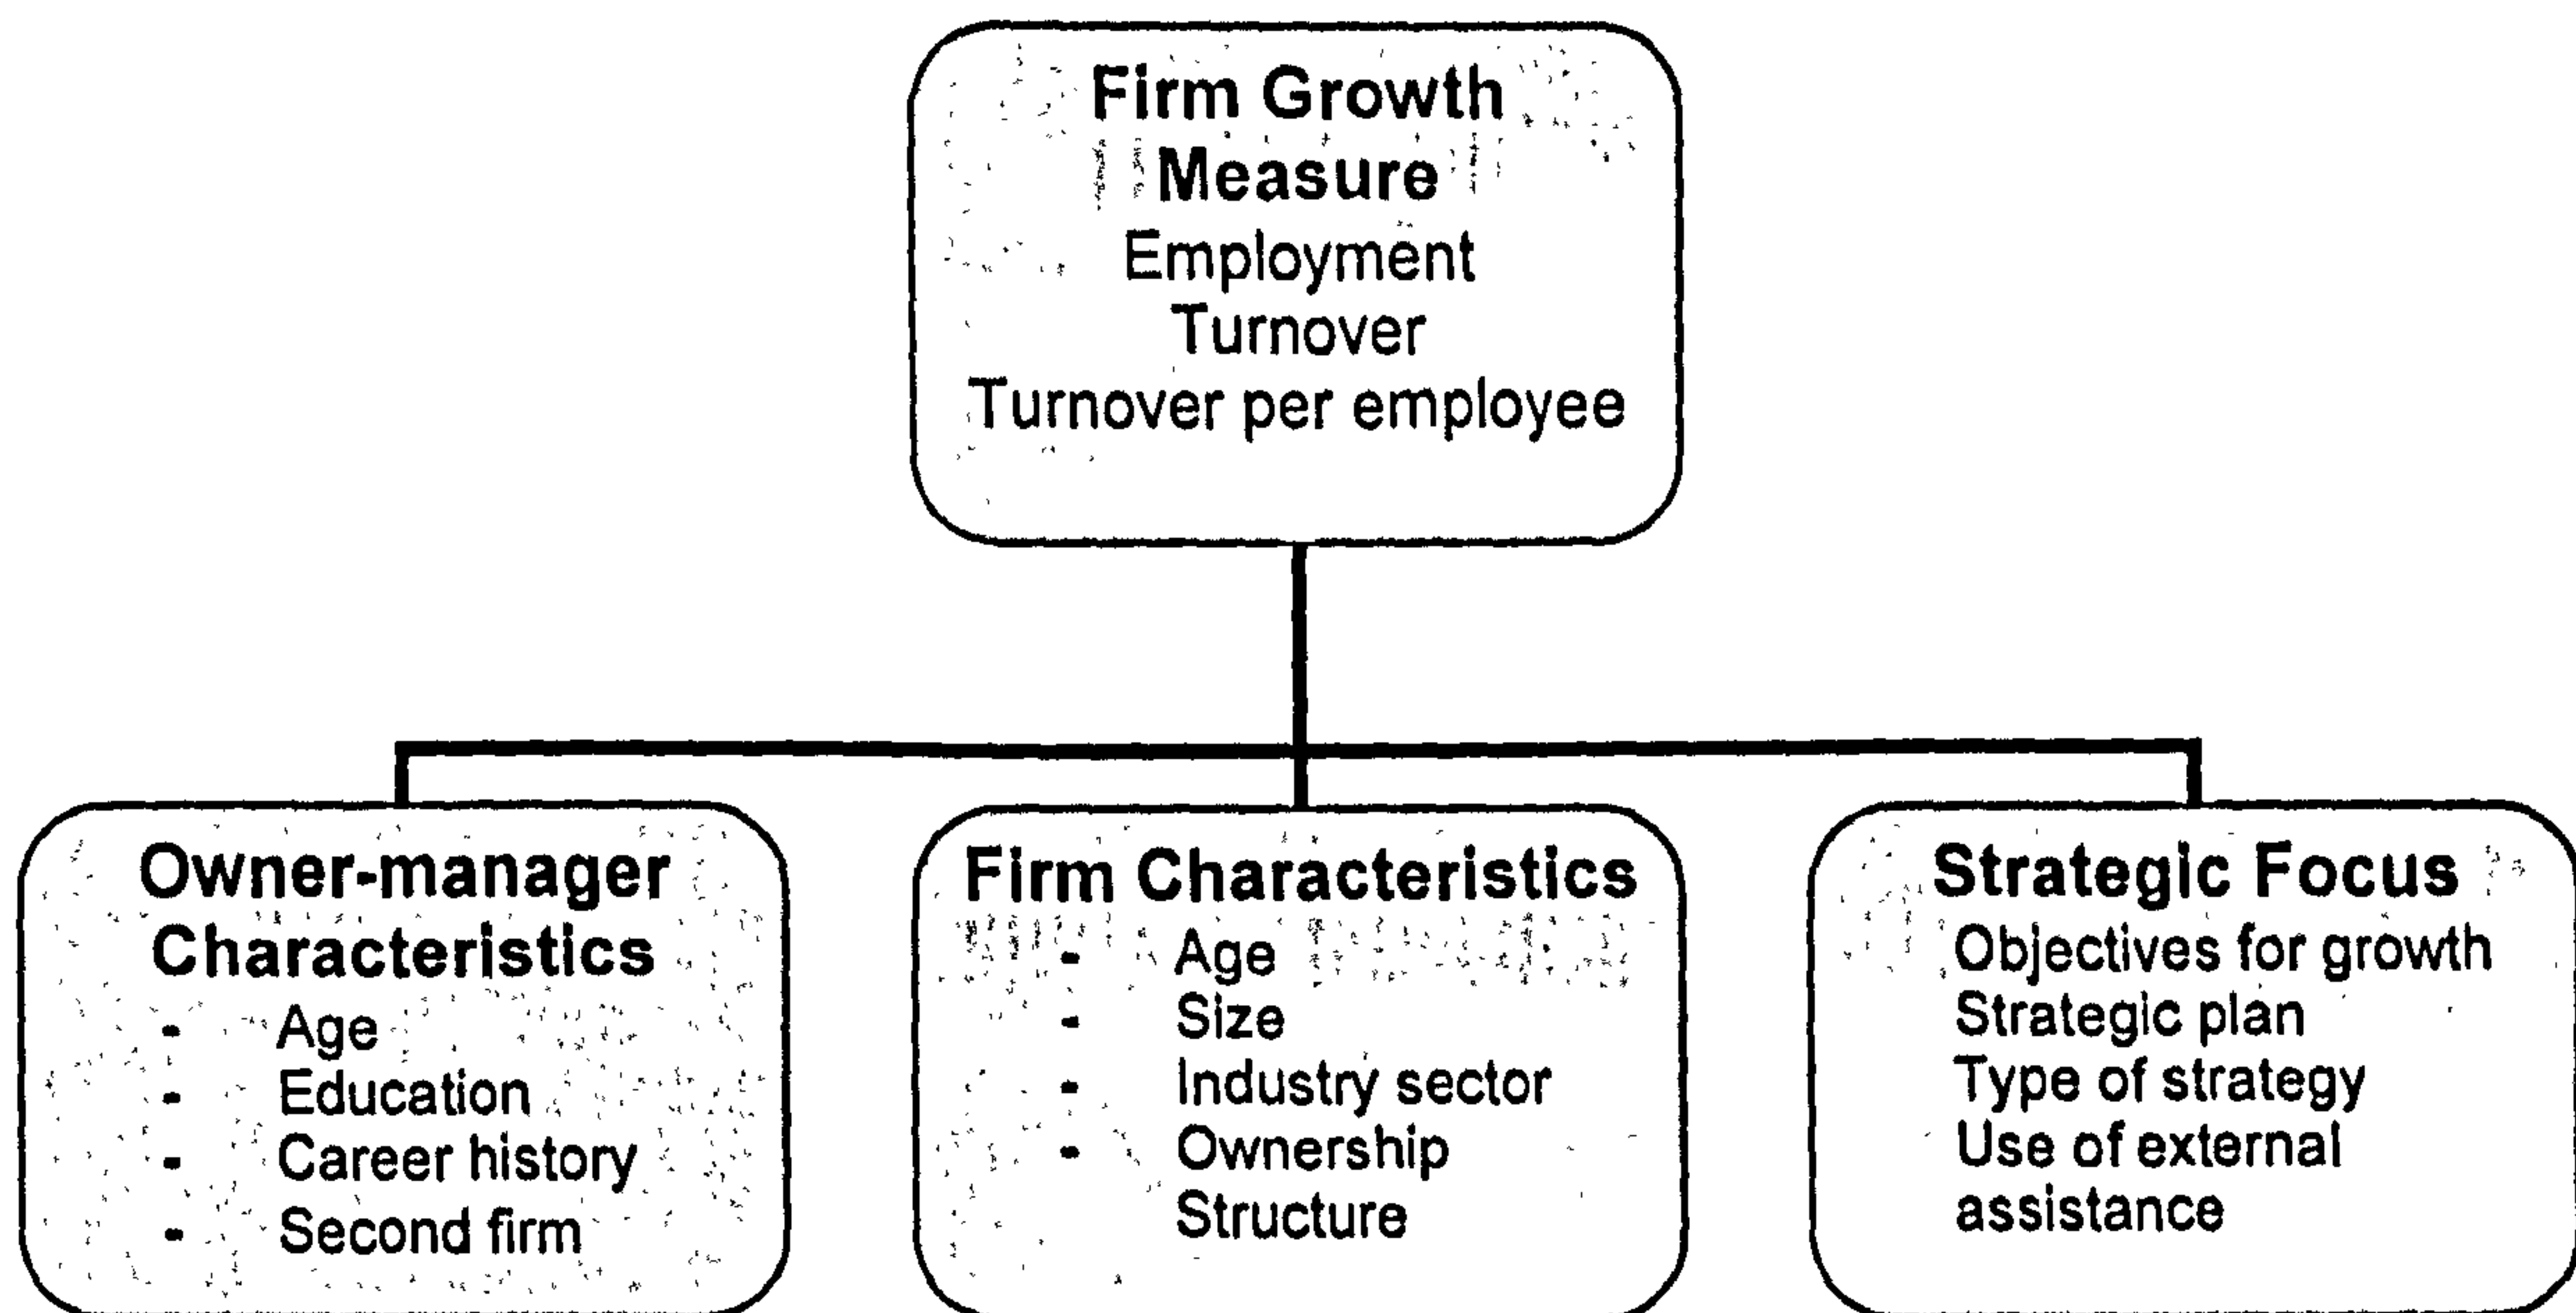 Firm Growth
Measure
Employment
Turnover
Turnover per employee
Owner-manager
Characteristics
- Age
- Education
- Career history
- Second firm
Firm Characteristics
- Age
- Size
- Industry sector
- Ownership
Structure
Strategic Focus
Objectives for growth
Strategic plan
Type of strategy
Use of external
assistance